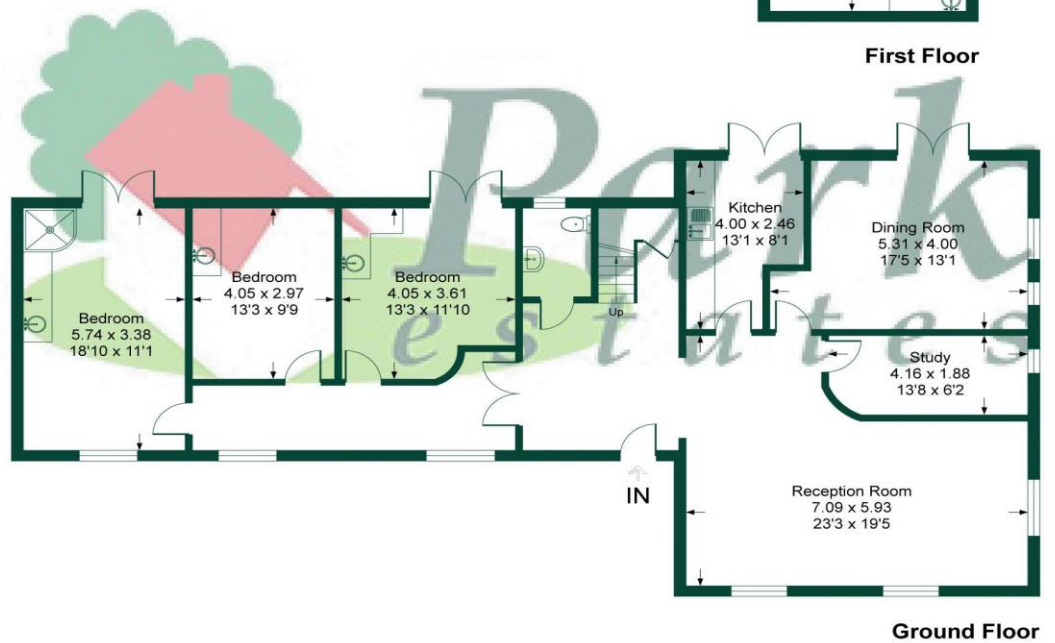 First Floor
Park
estates
Kitchen
4.00 x 2.46
13'1 x 8'1
Dining Room
5.31 x 4.00
17'5 x 13'1
Bedroom
5.74 x 3.38
18'10 x 11'1
Bedroom
4.05 x 2.97
13'3 x 9'9
Bedroom
4.05 x 3.61
13'3 x 11'10
Up
Study
4.16 x 1.88
13'8 x 6'2
IN
Reception Room
7.09 x 5.93
23'3 x 19'5
Ground Floor